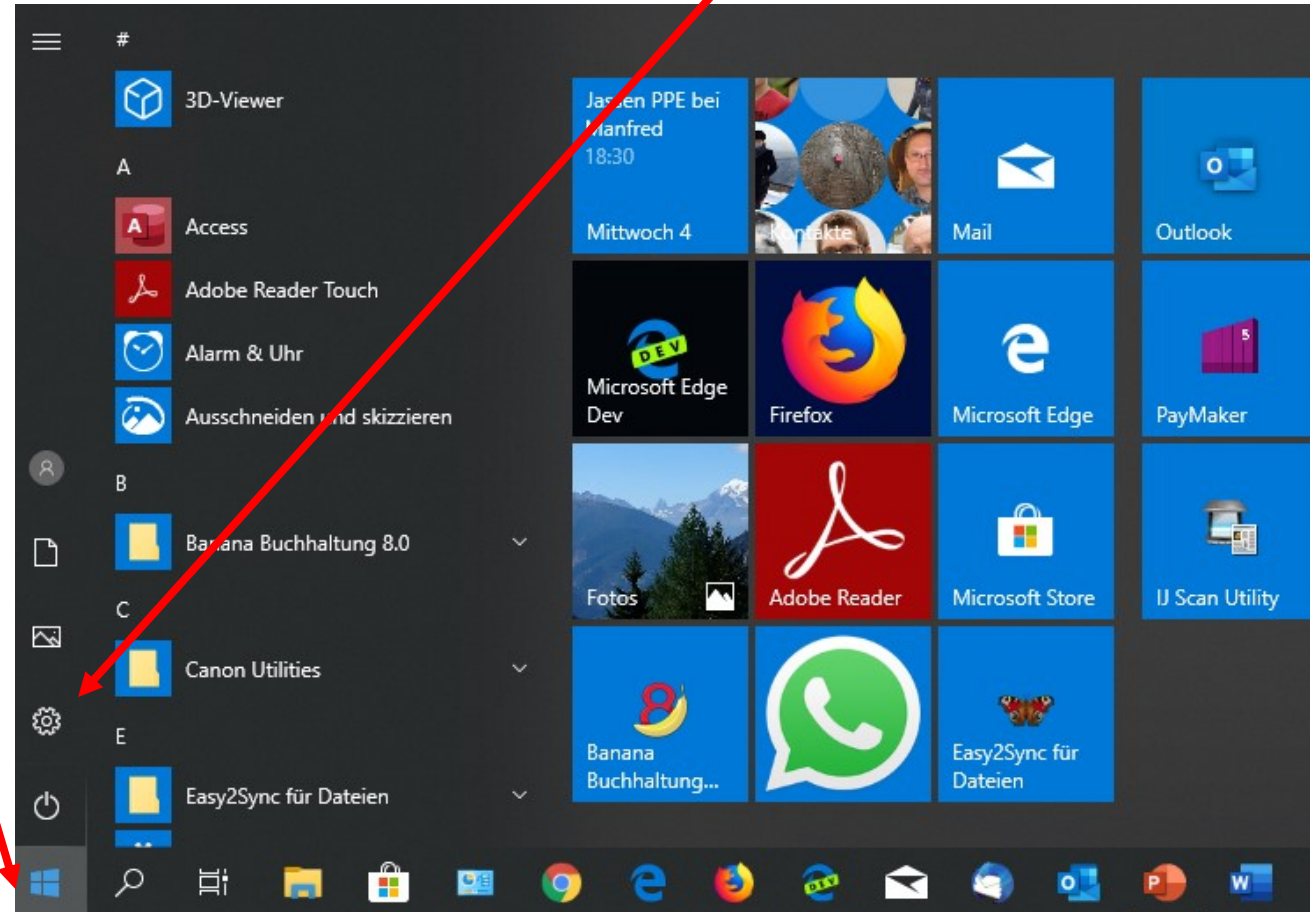 #
3D-Viewer
A
Access
Adobe Reader Touch
Alarm & Uhr
Ausschneiden und skizzieren
B
Banana Buchhaltung 8.0
C
Canon Utilities
E
Easy2Sync für Dateien
Jassen PPE bei
Manfred
18:30
Mittwoch 4
Kontakte
Mail
Outlook
DEV
Microsoft Edge
Dev
Firefox
Microsoft Edge
5
PayMaker
Fotos
Adobe Reader
Microsoft Store
IJ Scan Utility
8
Banana
Buchhaltung...
Easy2Sync für
Dateien